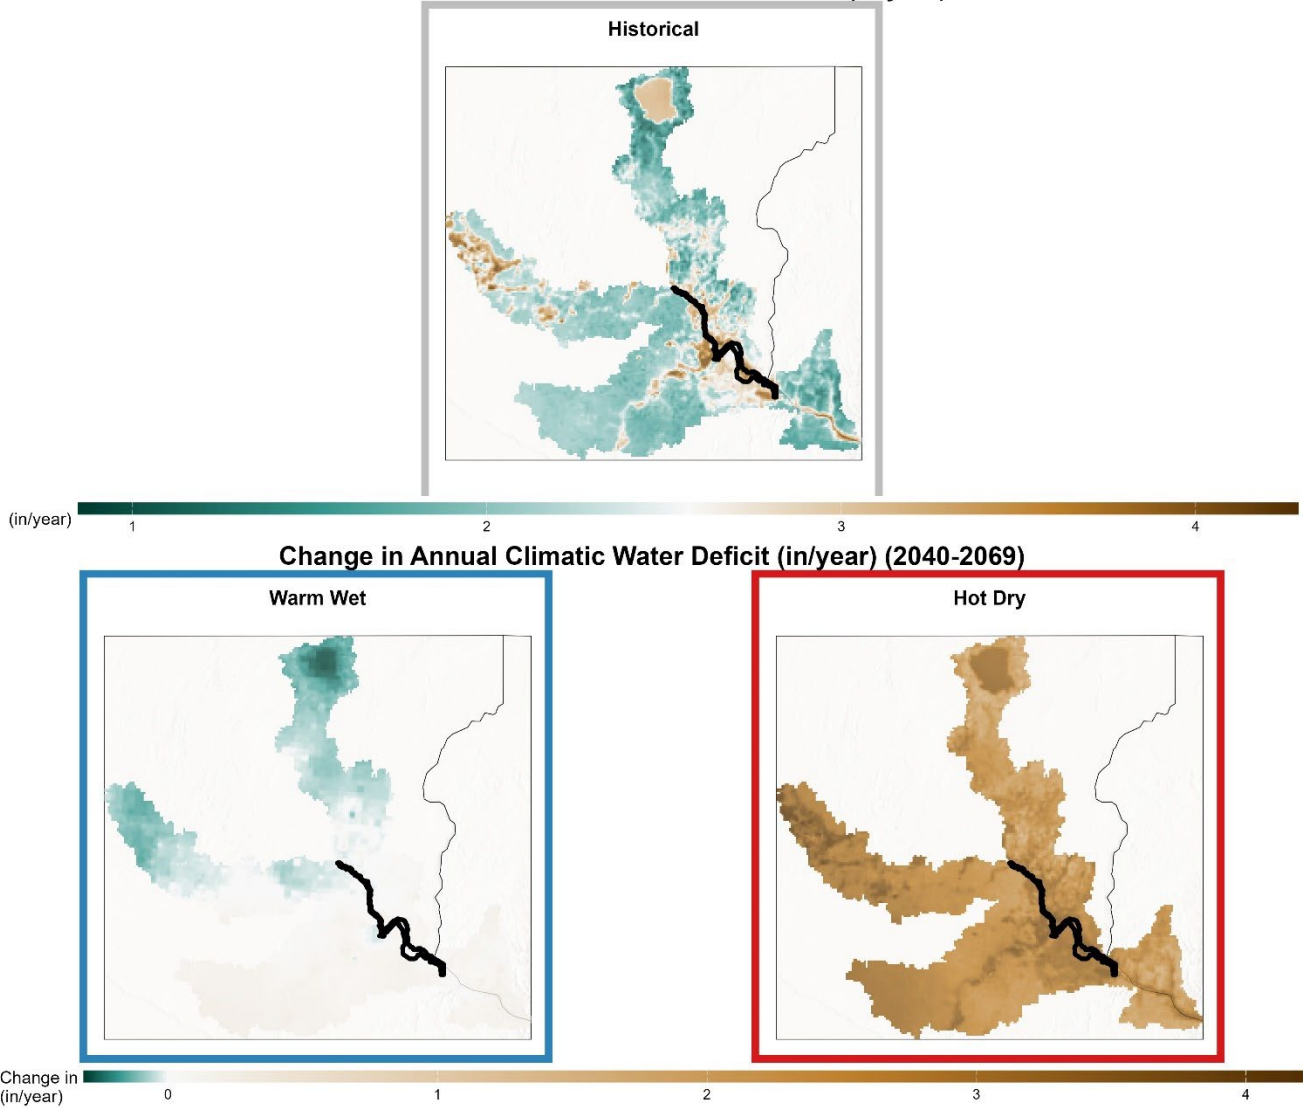 Historical
(in/year)
1 2 3 4
Change in Annual Climatic Water Deficit (in/year) (2040-2069)
Warm Wet
Hot Dry
Change in
(in/year)
0 1 2 3 4